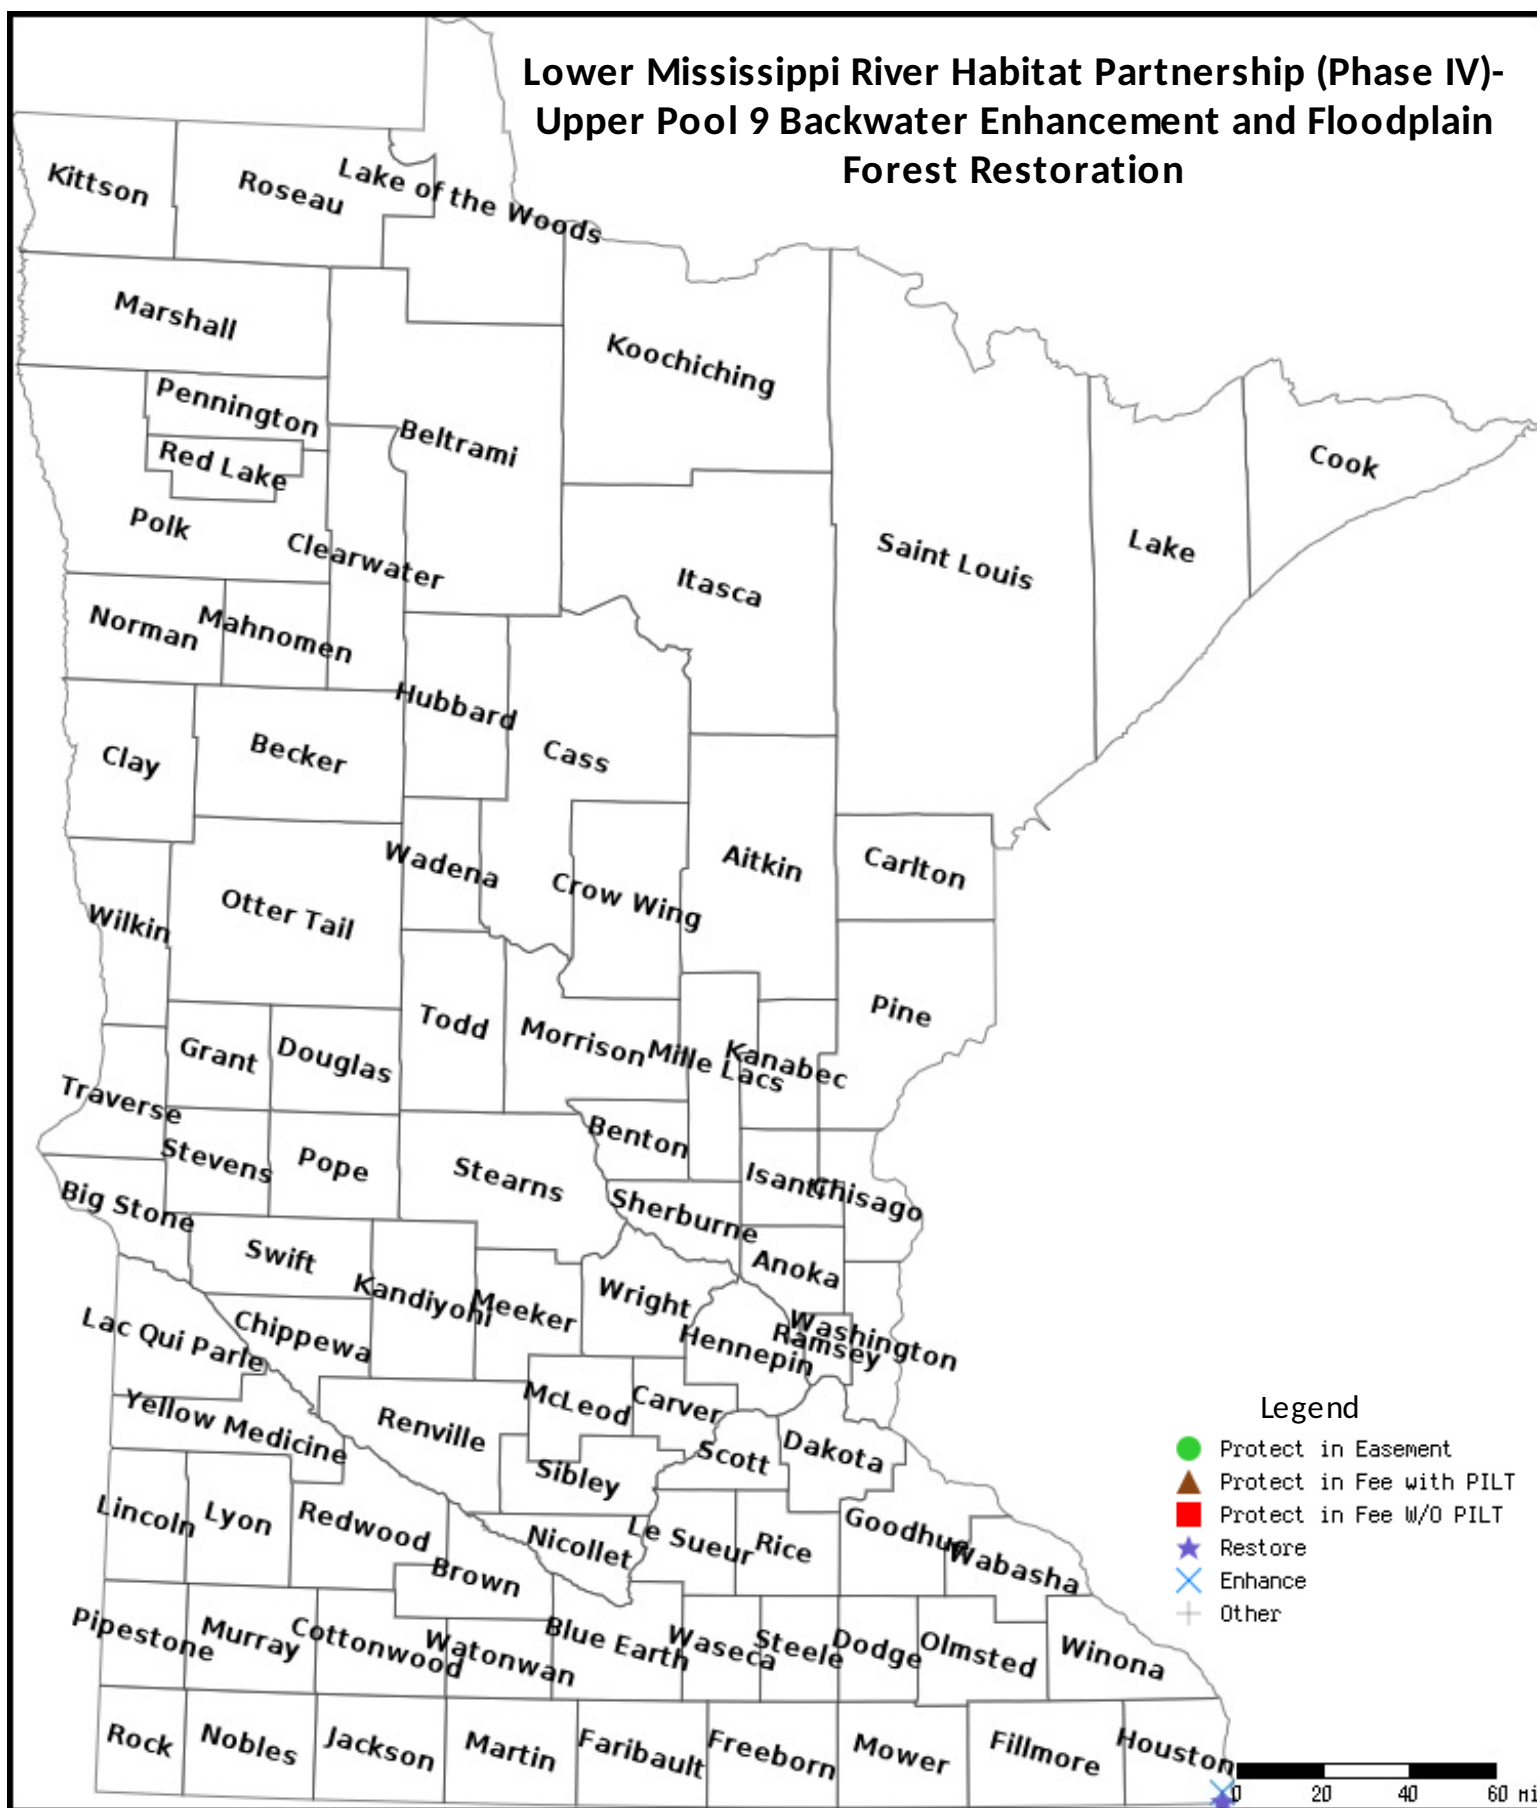 Lower Mississippi River Habitat Partnership (Phase IV)-
Upper Pool 9 Backwater Enhancement and Floodplain
Forest Restoration
Kittson
Roseau
Lake of the Woods
Marshall
Koochiching
Pennington
Beltrami
Red Lake
Cook
Polk
Clearwater
Saint Louis
Lake
Itasca
Norman
Mahnomen
Hubbard
Clay
Becker
Cass
Wadena
Aitkin
Carlton
Otter Tail
Crow Wing
Wilkin
Pine
Todd
Morrison
Mille Lacs
Kanabec
Grant
Douglas
Traverse
Benton
Stevens
Pope
Stearns
Isanti
Chisago
Big Stone
Sherburne
Swift
Anoka
Kandiyohi
Meeker
Wright
Lac Qui Parle
Chippewa
Hennepin
Ramsey
Washington
McLeod
Carver
Yellow Medicine
Renville
Scott
Dakota
Sibley
Lincoln
Lyon
Redwood
Nicollet
Le Sueur
Rice
Goodhue
Wabasha
Brown
Pipestone
Murray
Cottonwood
Watonwan
Blue Earth
Waseca
Steele
Dodge
Olmsted
Winona
Rock
Nobles
Jackson
Martin
Faribault
Freeborn
Mower
Fillmore
Houston
Legend
Protect in Easement
Protect in Fee with PILT
Protect in Fee W/O PILT
Restore
Enhance
Other
0 20 40 60 Mi